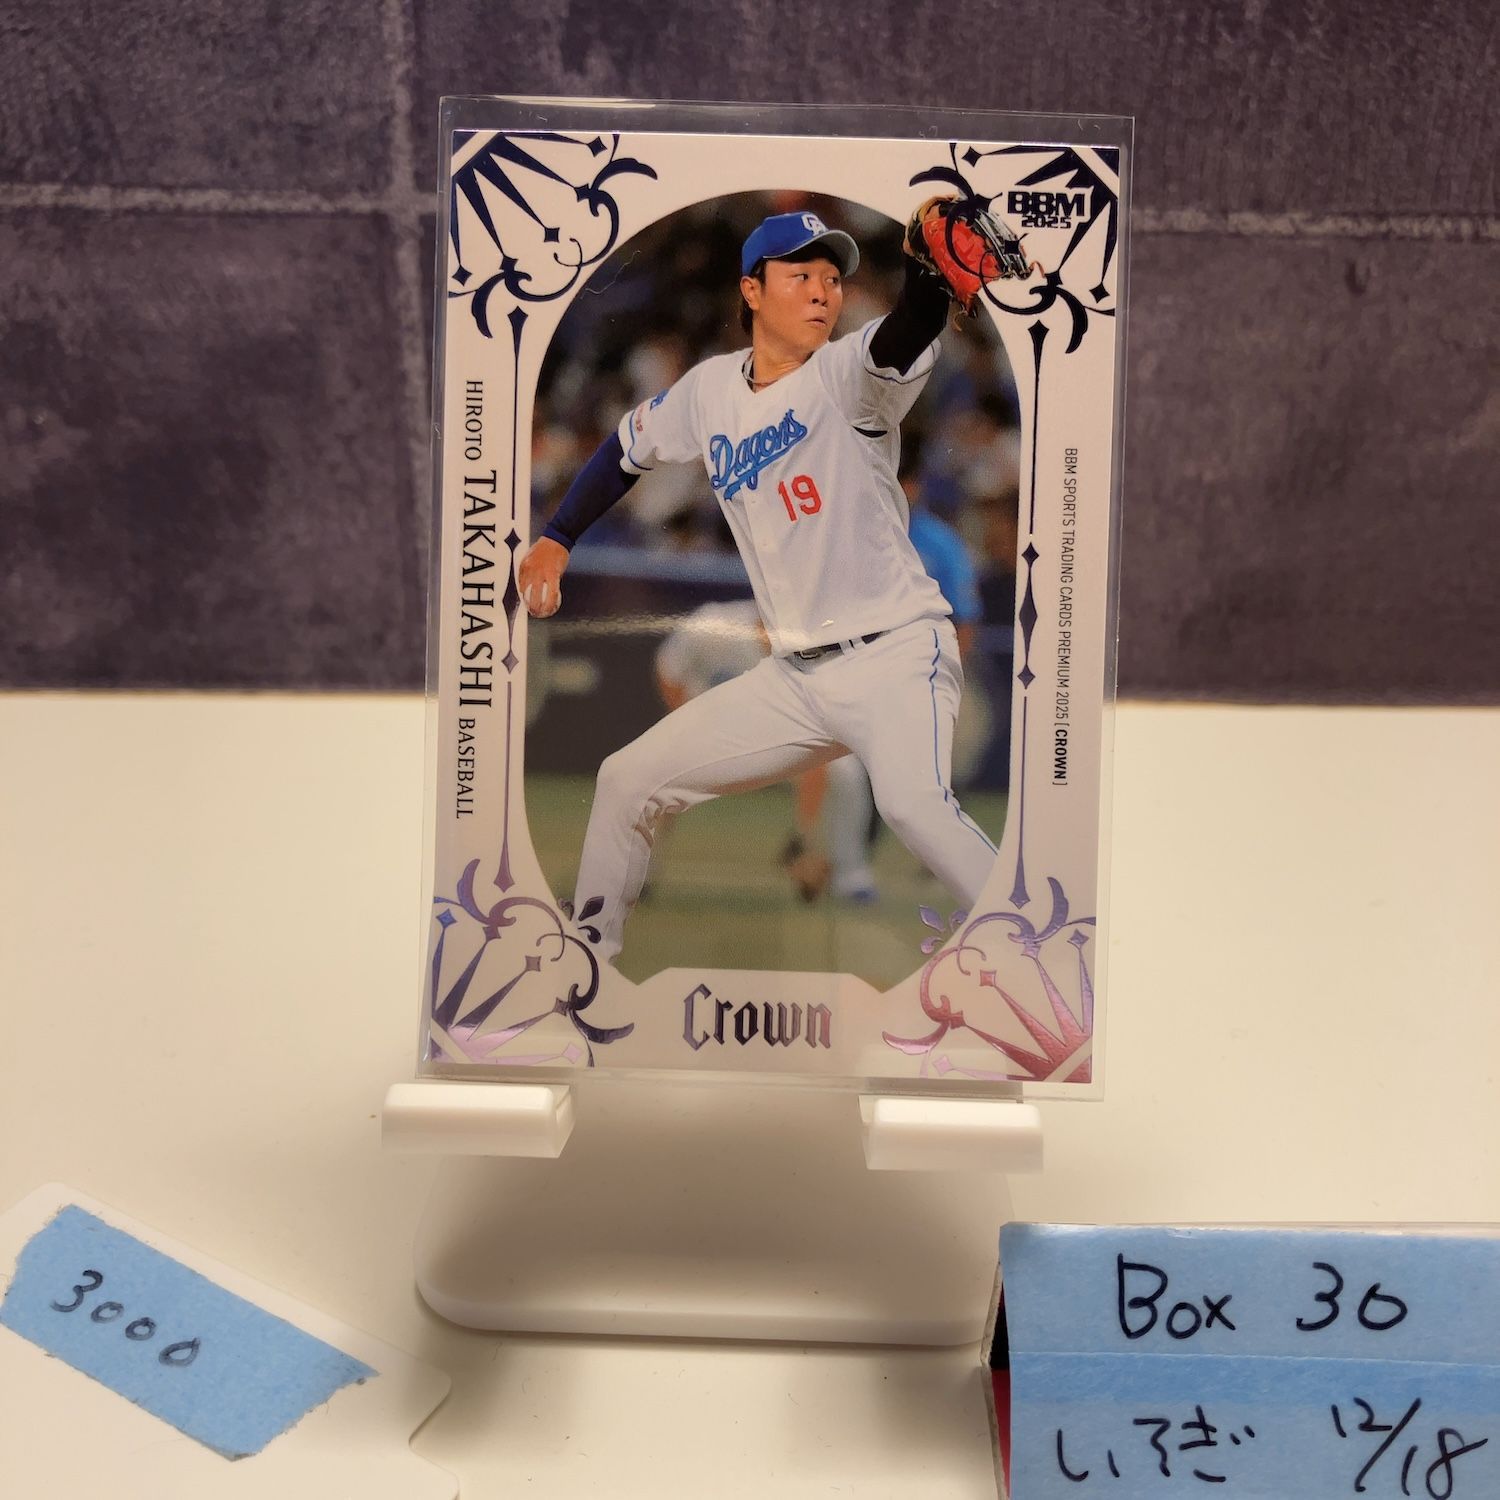 BBM
2025
HIROTO TAKAHASHI BASEBALL
BBM SPORTS TRADING CARDS PREMIUM 2025 [CROWN]
Dragons
19
Crown
3000
Box 30
いろぎ 12/18